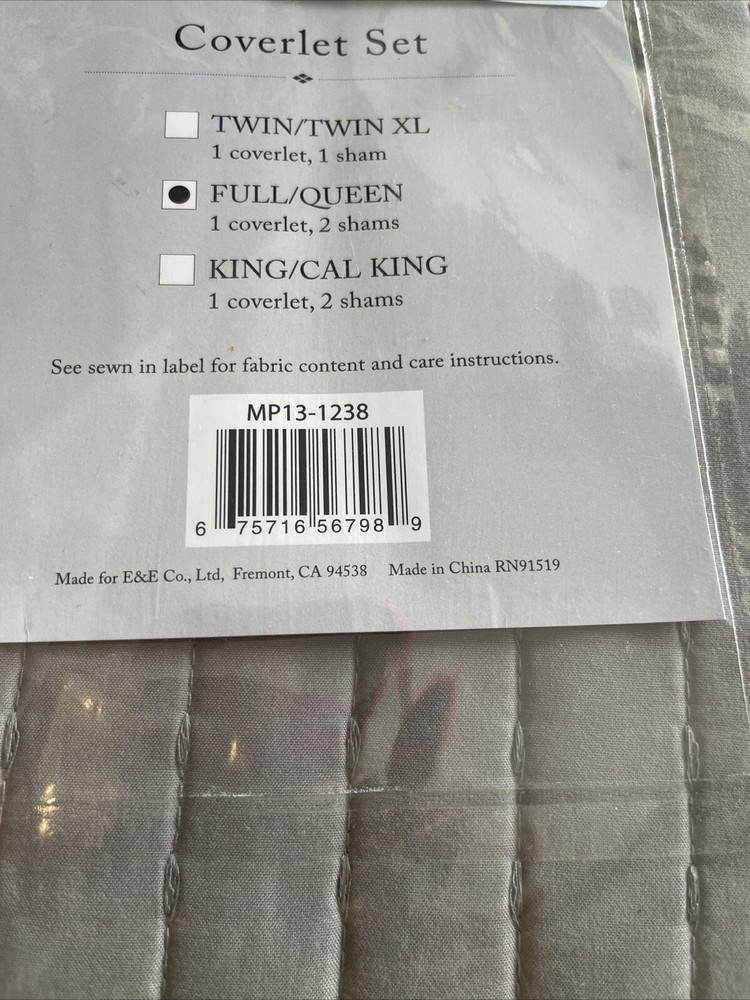 Coverlet Set
TWIN/TWIN XL
1 coverlet, 1 sham
FULL/QUEEN
1 coverlet, 2 shams
KING/CAL KING
1 coverlet, 2 shams
See sewn in label for fabric content and care instructions.
MP13-1238
6 75716 56798 9
Made for E&E Co., Ltd, Fremont, CA 94538 Made in China RN91519